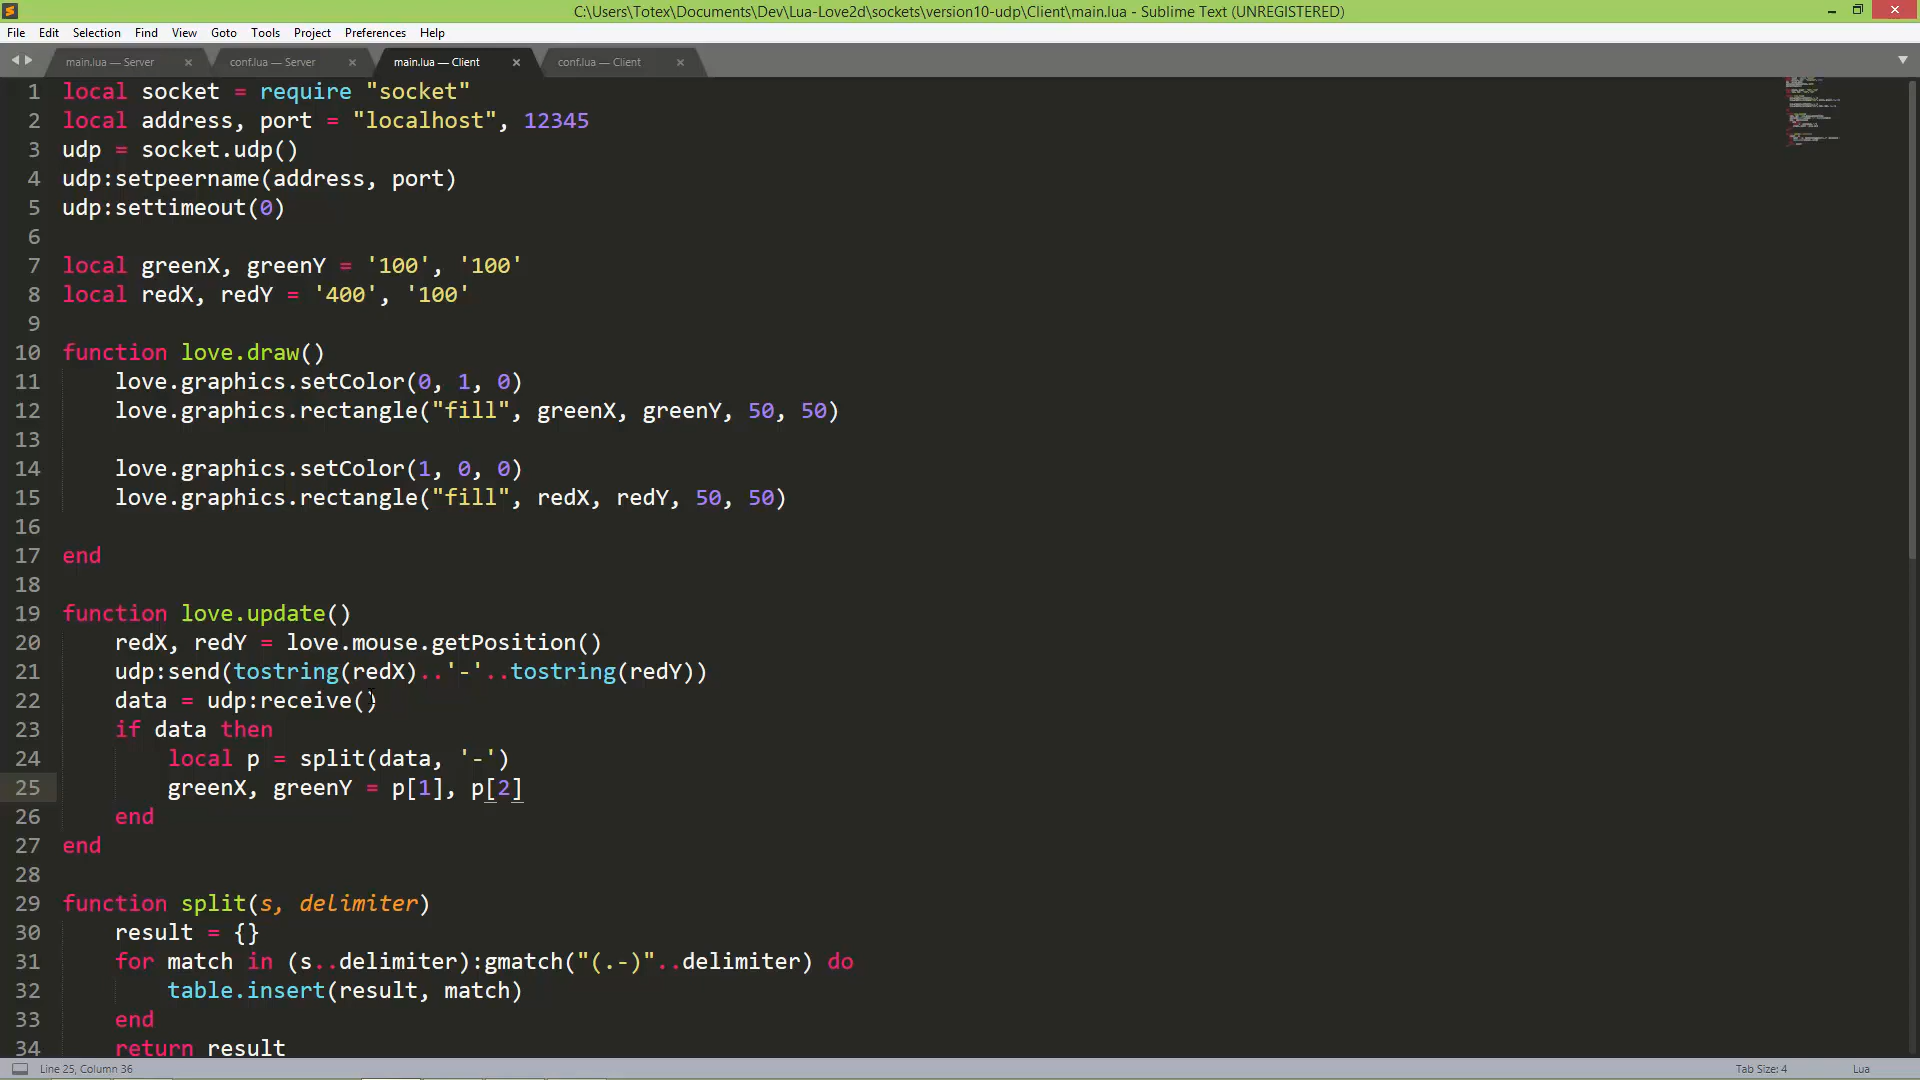 C:\Users\Totex\Documents\Dev\Lua-Love2d\sockets\version10-udp\Client\main.lua - Sublime Text (UNREGISTERED)
File Edit Selection Find View Goto Tools Project Preferences Help
main.lua — Server conf.lua — Server main.lua — Client conf.lua — Client
1 local socket = require "socket"
2 local address, port = "localhost", 12345
3 udp = socket.udp()
4 udp:setpeername(address, port)
5 udp:settimeout(0)
6
7 local greenX, greenY = '100', '100'
8 local redX, redY = '400', '100'
9
10 function love.draw()
11     love.graphics.setColor(0, 1, 0)
12     love.graphics.rectangle("fill", greenX, greenY, 50, 50)
13
14     love.graphics.setColor(1, 0, 0)
15     love.graphics.rectangle("fill", redX, redY, 50, 50)
16
17 end
18
19 function love.update()
20     redX, redY = love.mouse.getPosition()
21     udp:send(tostring(redX)..'-'..tostring(redY))
22     data = udp:receive()
23     if data then
24         local p = split(data, '-')
25         greenX, greenY = p[1], p[2]
26     end
27 end
28
29 function split(s, delimiter)
30     result = {}
31     for match in (s..delimiter):gmatch("(.-)"..delimiter) do
32         table.insert(result, match)
33     end
34     return result
Line 25, Column 36 Tab Size: 4 Lua